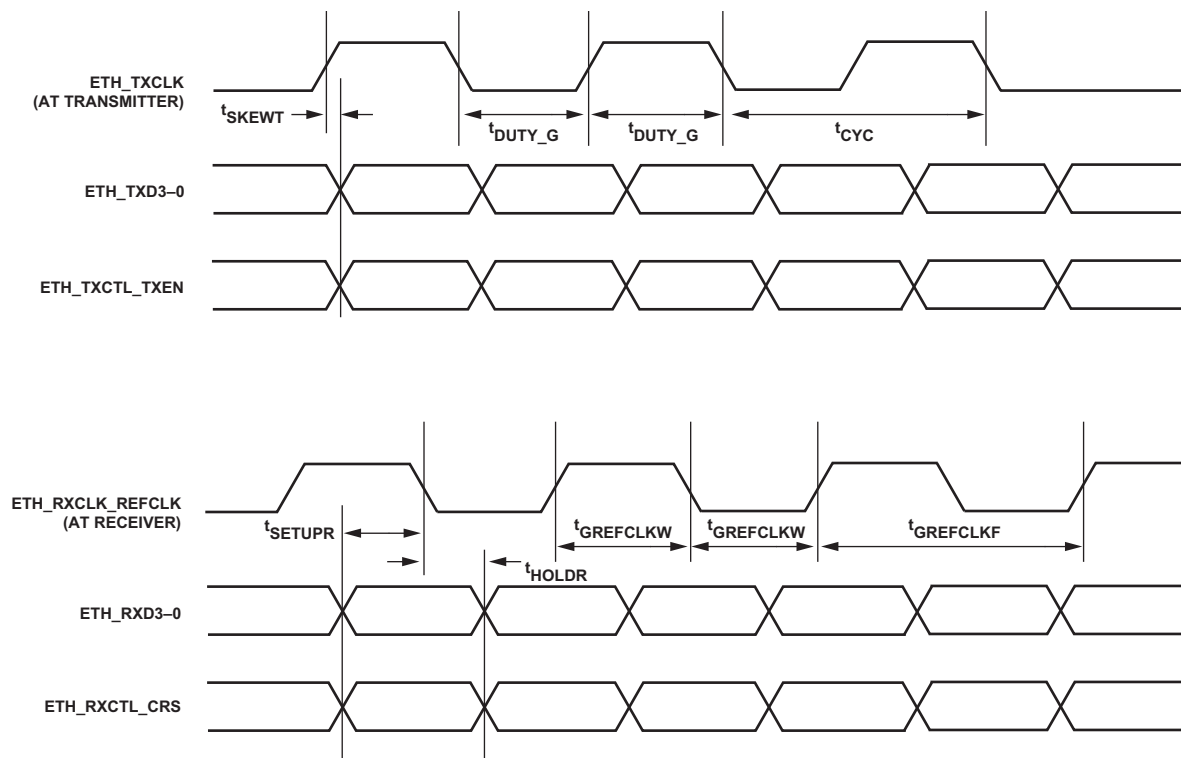 ETH_TXCLK
(AT TRANSMITTER)
tSKEWT
tDUTY_G
tDUTY_G
tCYC
ETH_TXD3–0
ETH_TXCTL_TXEN
ETH_RXCLK_REFCLK
(AT RECEIVER)
tSETUPR
tGREFCLKW
tGREFCLKW
tGREFCLKF
tHOLDR
ETH_RXD3–0
ETH_RXCTL_CRS